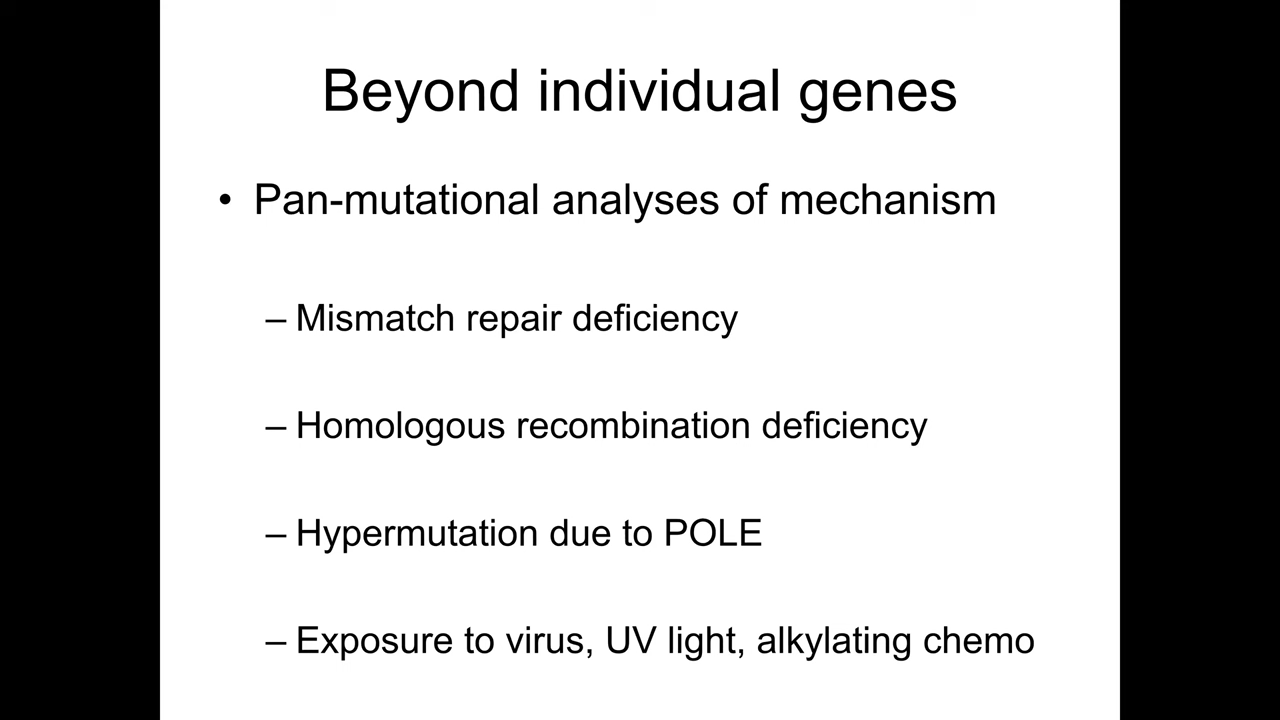 Beyond individual genes
• Pan-mutational analyses of mechanism
– Mismatch repair deficiency
– Homologous recombination deficiency
– Hypermutation due to POLE
– Exposure to virus, UV light, alkylating chemo